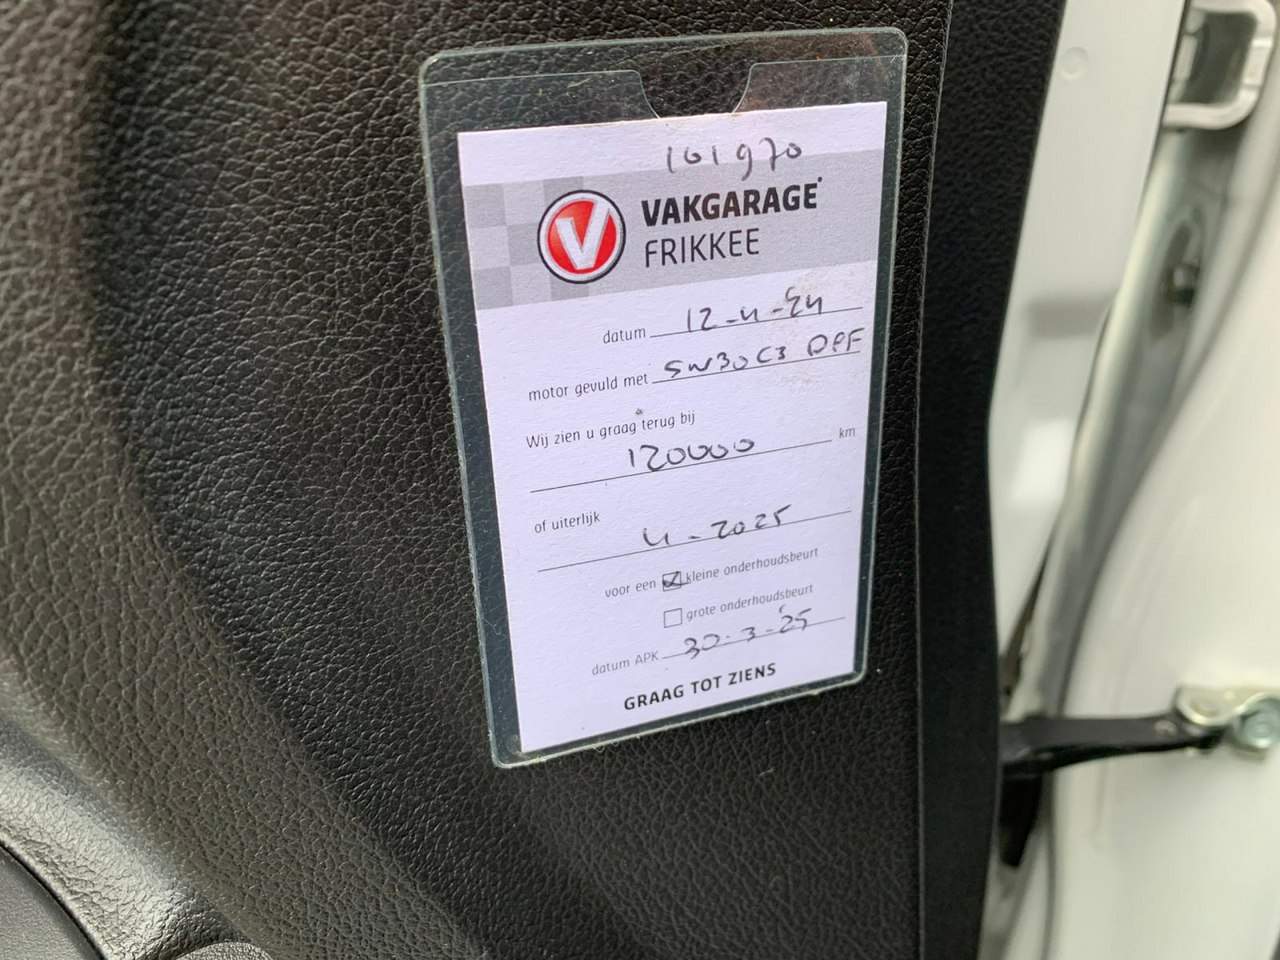 101970
V VAKGARAGE
FRIKKEE
datum 12-4-24
motor gevuld met 5W30 C3 DPF
Wij zien u graag terug bij
120000 km
of uiterlijk
4-2025
voor een kleine onderhoudsbeurt
grote onderhoudsbeurt
datum APK 30-3-25
GRAAG TOT ZIENS